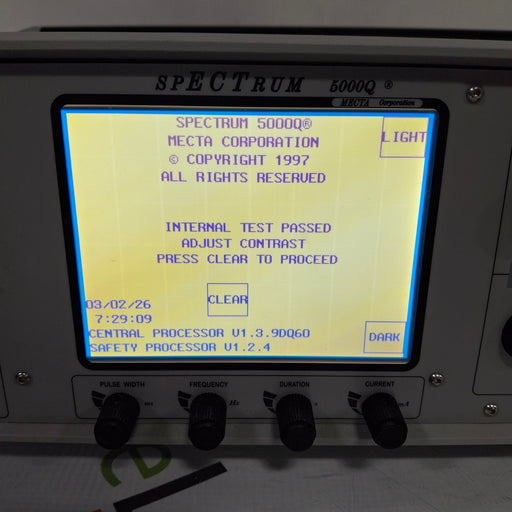 SPECTRUM 5000Q ®
MECTA Corporation
SPECTRUM 5000Q®
MECTA CORPORATION
© COPYRIGHT 1997
ALL RIGHTS RESERVED
LIGHT
INTERNAL TEST PASSED
ADJUST CONTRAST
PRESS CLEAR TO PROCEED
CLEAR
03/02/26
7:29:09
CENTRAL PROCESSOR V1.3.9DQ60
SAFETY PROCESSOR V1.2.4
DARK
PULSE WIDTH FREQUENCY DURATION CURRENT
Hz